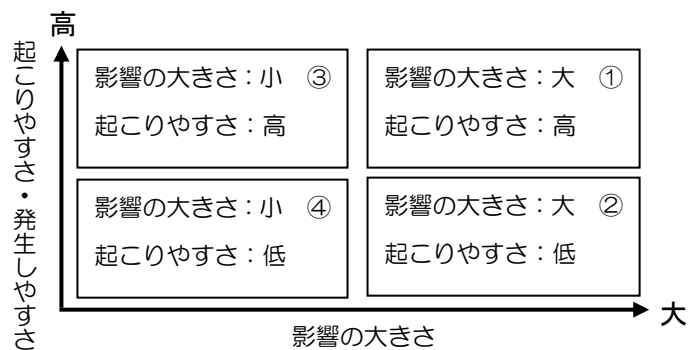 高
起こりやすさ・発生しやすさ
影響の大きさ：小 ③
起こりやすさ：高
影響の大きさ：大 ①
起こりやすさ：高
影響の大きさ：小 ④
起こりやすさ：低
影響の大きさ：大 ②
起こりやすさ：低
大
影響の大きさ